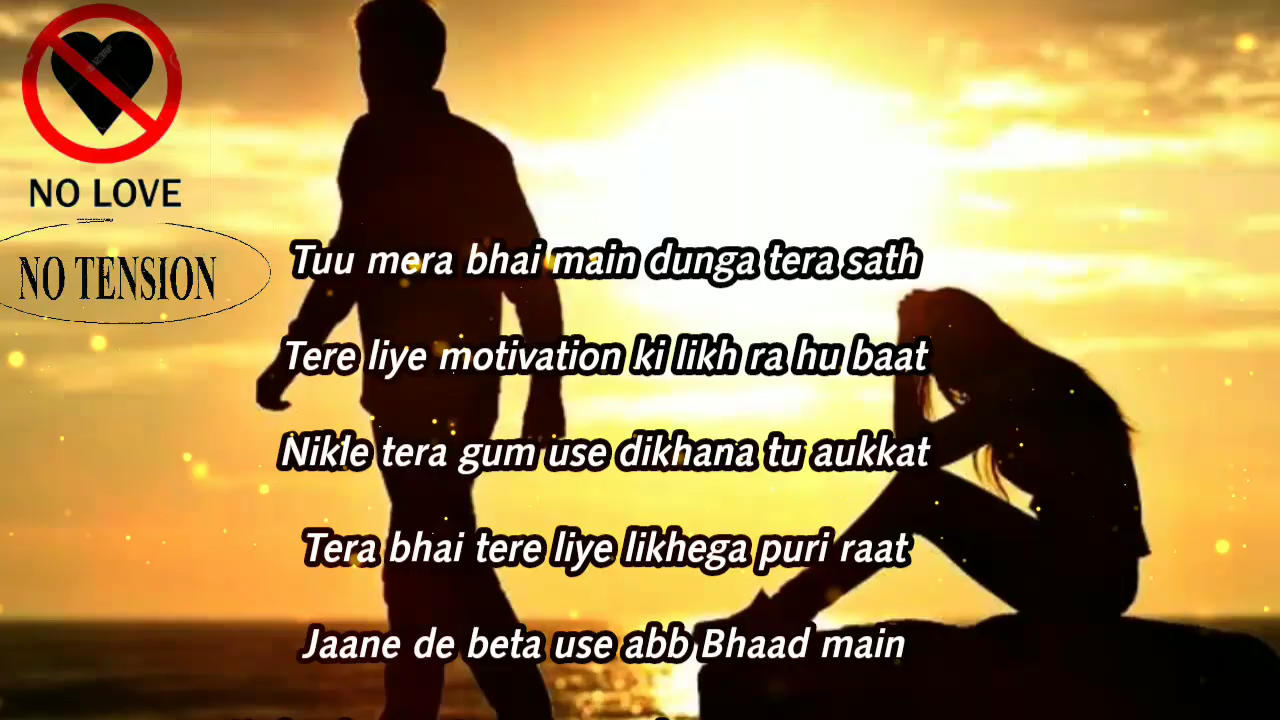 NO LOVE
NO TENSION
Tuu mera bhai main dunga tera sath
Tere liye motivation ki likh ra hu baat
Nikle tera gum use dikhana tu aukkat
Tera bhai tere liye likhega puri raat
Jaane de beta use abb Bhaad main